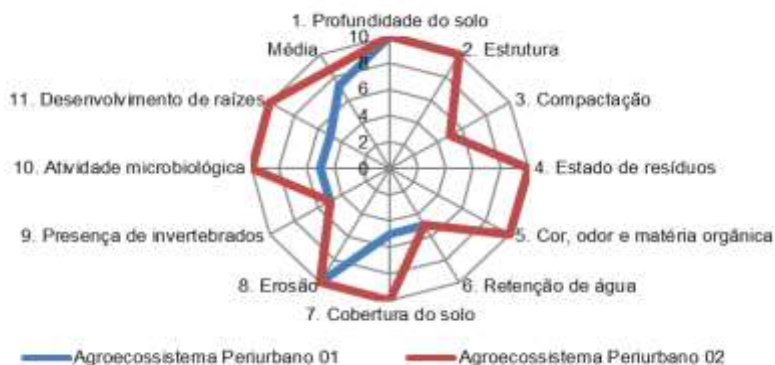 1. Profundidade do solo
10
8
6
4
2
0
2. Estrutura
3. Compactação
4. Estado de resíduos
5. Cor, odor e matéria orgânica
6. Retenção de água
7. Cobertura do solo
8. Erosão
9. Presença de invertebrados
10. Atividade microbiológica
11. Desenvolvimento de raízes
Média
Agroecossistema Periurbano 01
Agroecossistema Periurbano 02